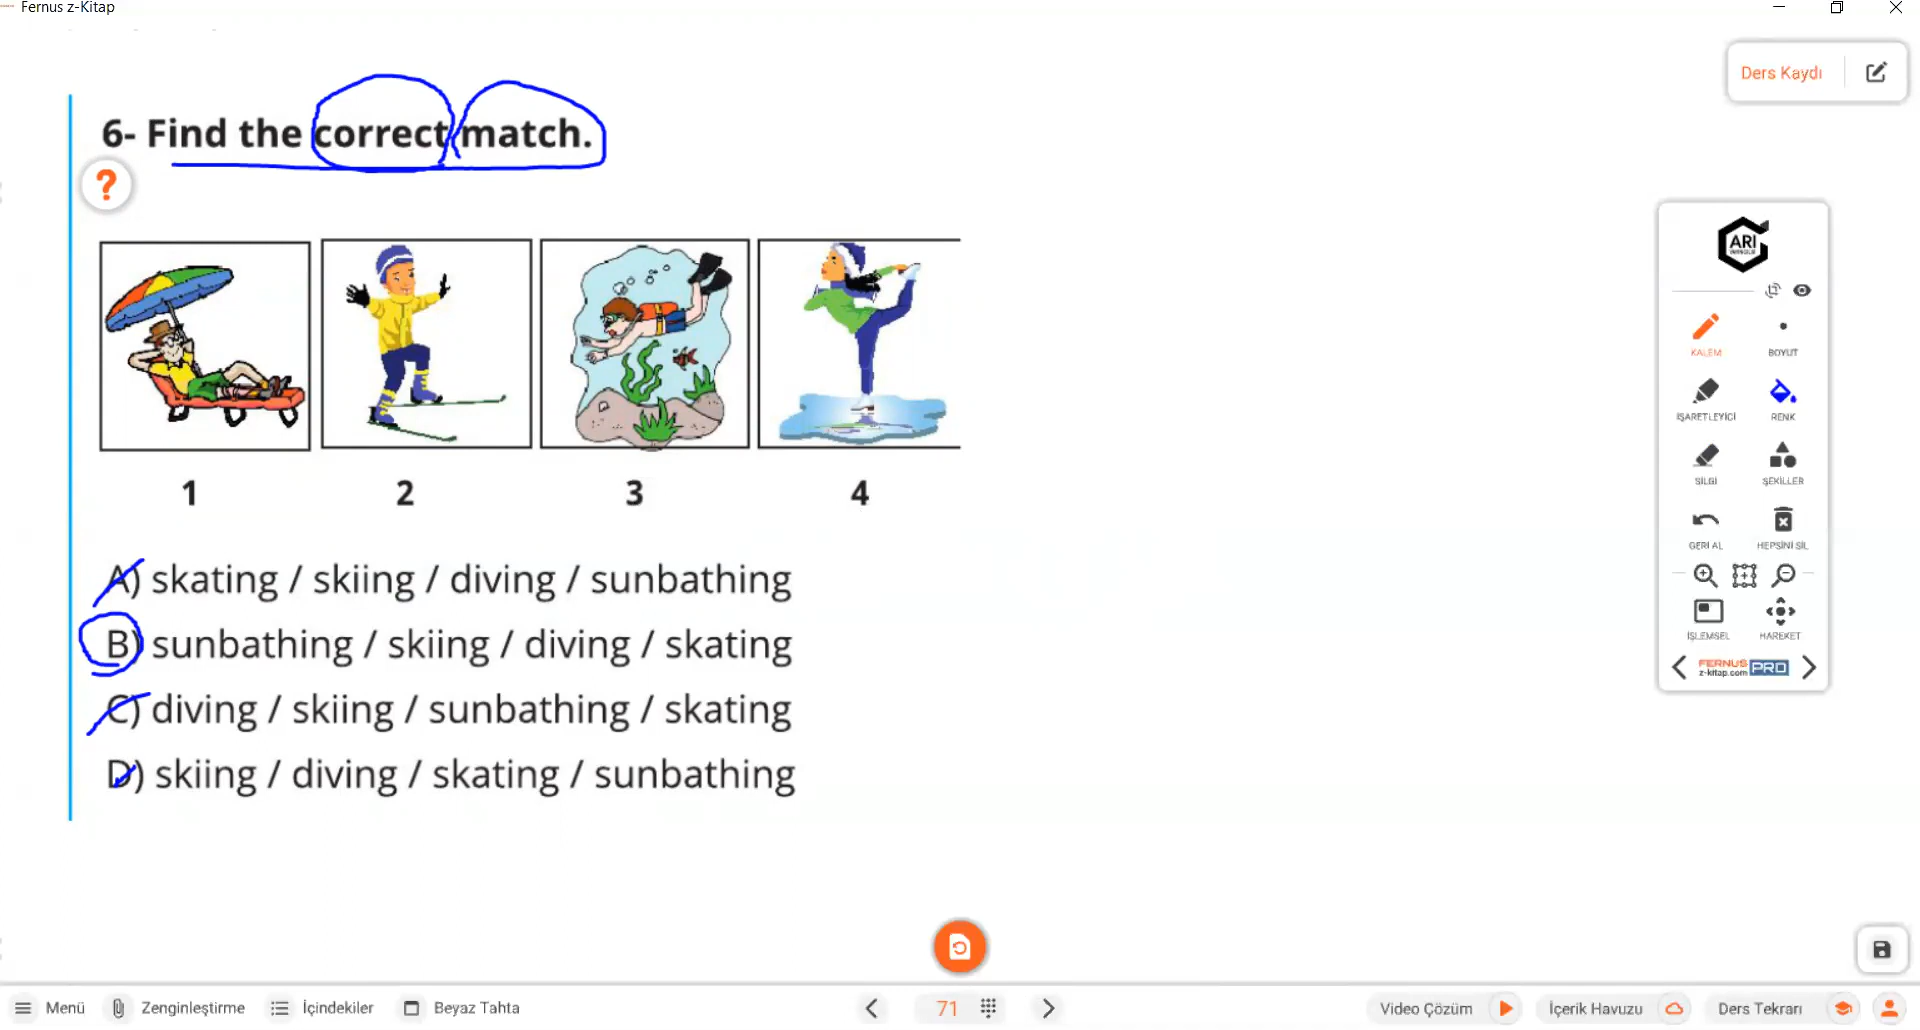 Fernus z-Kitap
Ders Kaydı
6- Find the correct match.
?
ARI
KALEM
BOYUT
İŞARETLEYİCİ
RENK
SİLGİ
ŞEKİLLER
GERİ AL
HEPSİNİ SİL
İŞLEMSEL
HAREKET
FERNUS PRO
z-kitap.com
1
2
3
4
A) skating / skiing / diving / sunbathing
B) sunbathing / skiing / diving / skating
C) diving / skiing / sunbathing / skating
D) skiing / diving / skating / sunbathing
Menü
Zenginleştirme
İçindekiler
Beyaz Tahta
71
Video Çözüm
İçerik Havuzu
Ders Tekrarı